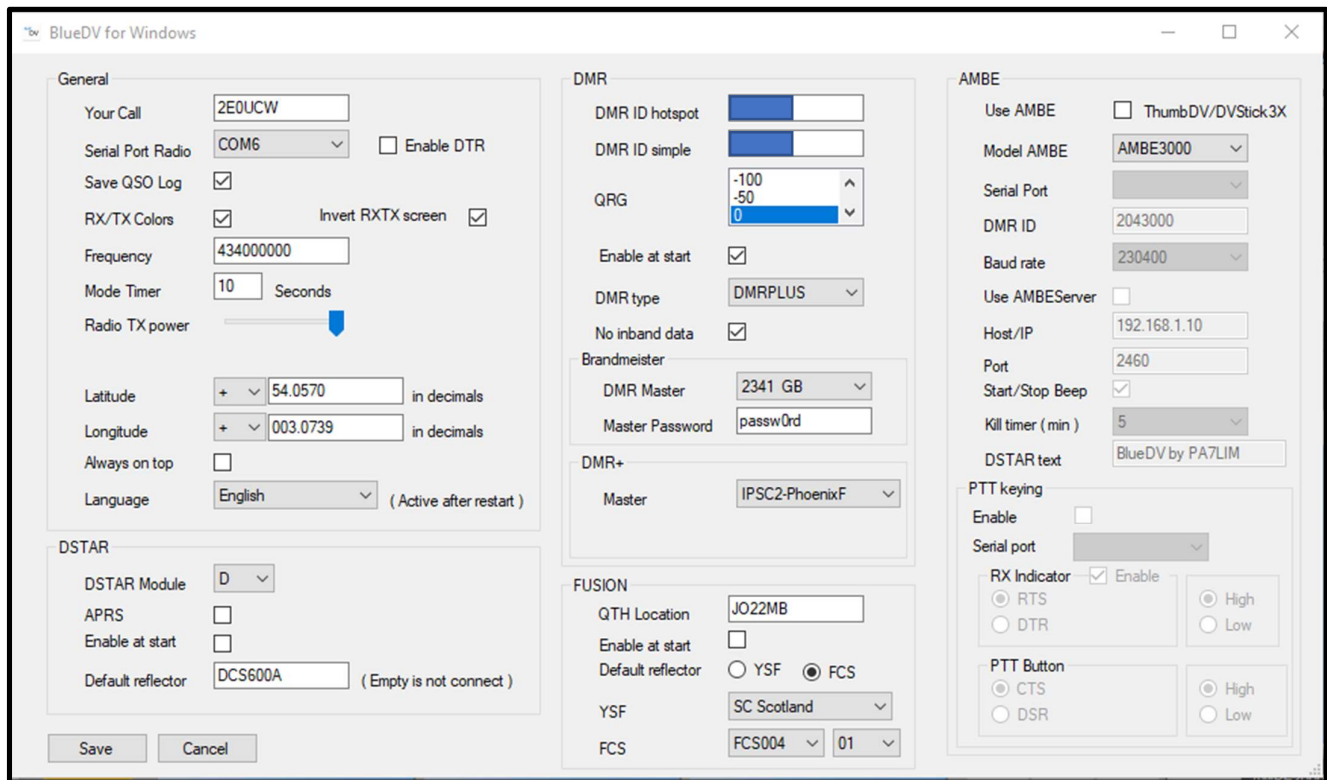 BlueDV for Windows
General
Your Call 2E0UCW
Serial Port Radio COM6 Enable DTR
Save QSO Log
RX/TX Colors Invert RXTX screen
Frequency 434000000
Mode Timer 10 Seconds
Radio TX power
Latitude + 54.0570 in decimals
Longitude + 003.0739 in decimals
Always on top
Language English ( Active after restart )
DSTAR
DSTAR Module D
APRS
Enable at start
Default reflector DCS600A ( Empty is not connect )
Save Cancel
DMR
DMR ID hotspot
DMR ID simple
QRG -100
-50
0
Enable at start
DMR type DMRPLUS
No inband data
Brandmeister
DMR Master 2341 GB
Master Password passw0rd
DMR+
Master IPSC2-PhoenixF
FUSION
QTH Location JO22MB
Enable at start
Default reflector YSF FCS
YSF SC Scotland
FCS FCS004 01
AMBE
Use AMBE ThumbDV/DVStick3X
Model AMBE AMBE3000
Serial Port
DMR ID 2043000
Baud rate 230400
Use AMBEServer
Host/IP 192.168.1.10
Port 2460
Start/Stop Beep
Kill timer ( min ) 5
DSTAR text BlueDV by PA7LIM
PTT keying
Enable
Serial port
RX Indicator Enable
RTS High
DTR Low
PTT Button
CTS High
DSR Low